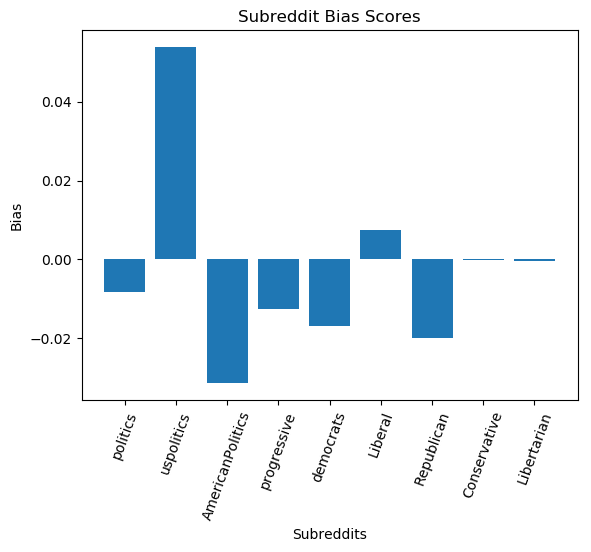 Subreddit Bias Scores
Bias
0.04
0.02
0.00
−0.02
politics
uspolitics
AmericanPolitics
progressive
democrats
Liberal
Republican
Conservative
Libertarian
Subreddits